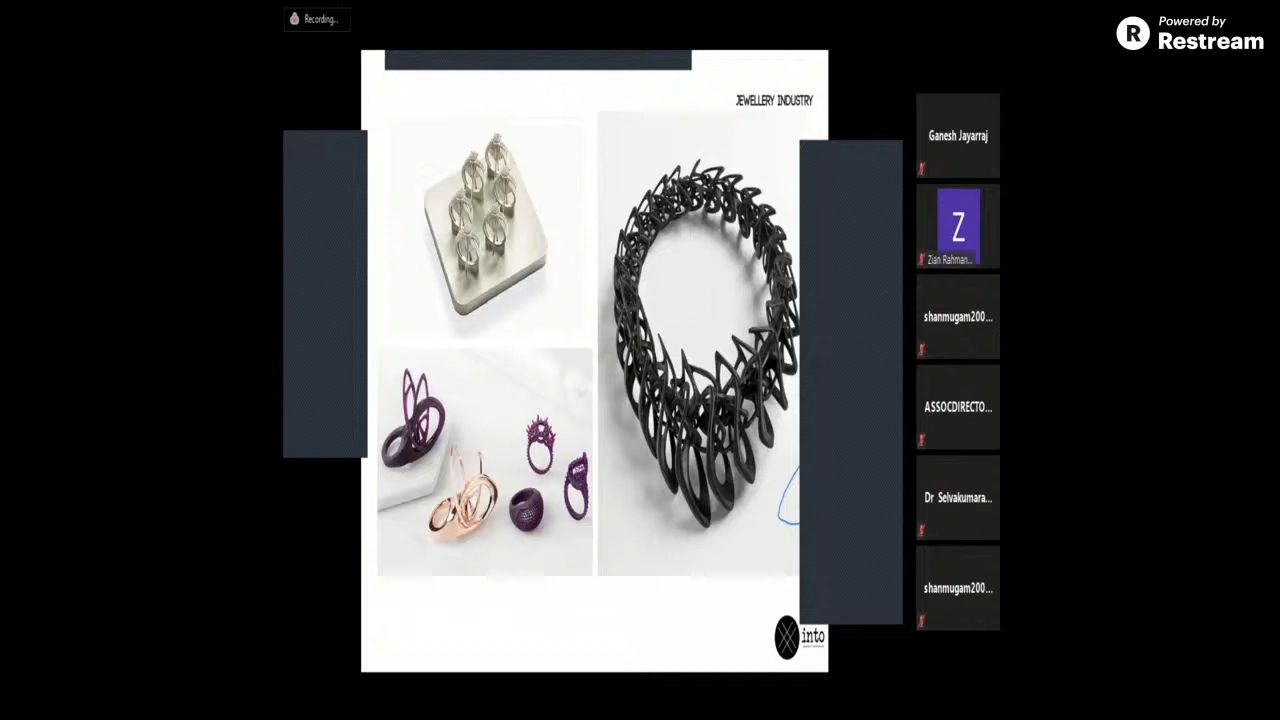 Recording...
Powered by
Restream
JEWELLERY INDUSTRY
Ganesh Jayarraj
Z
Zian Rahman...
shanmugam200...
ASSOCDIRECTO...
Dr Selvakumara...
shanmugam200...
into